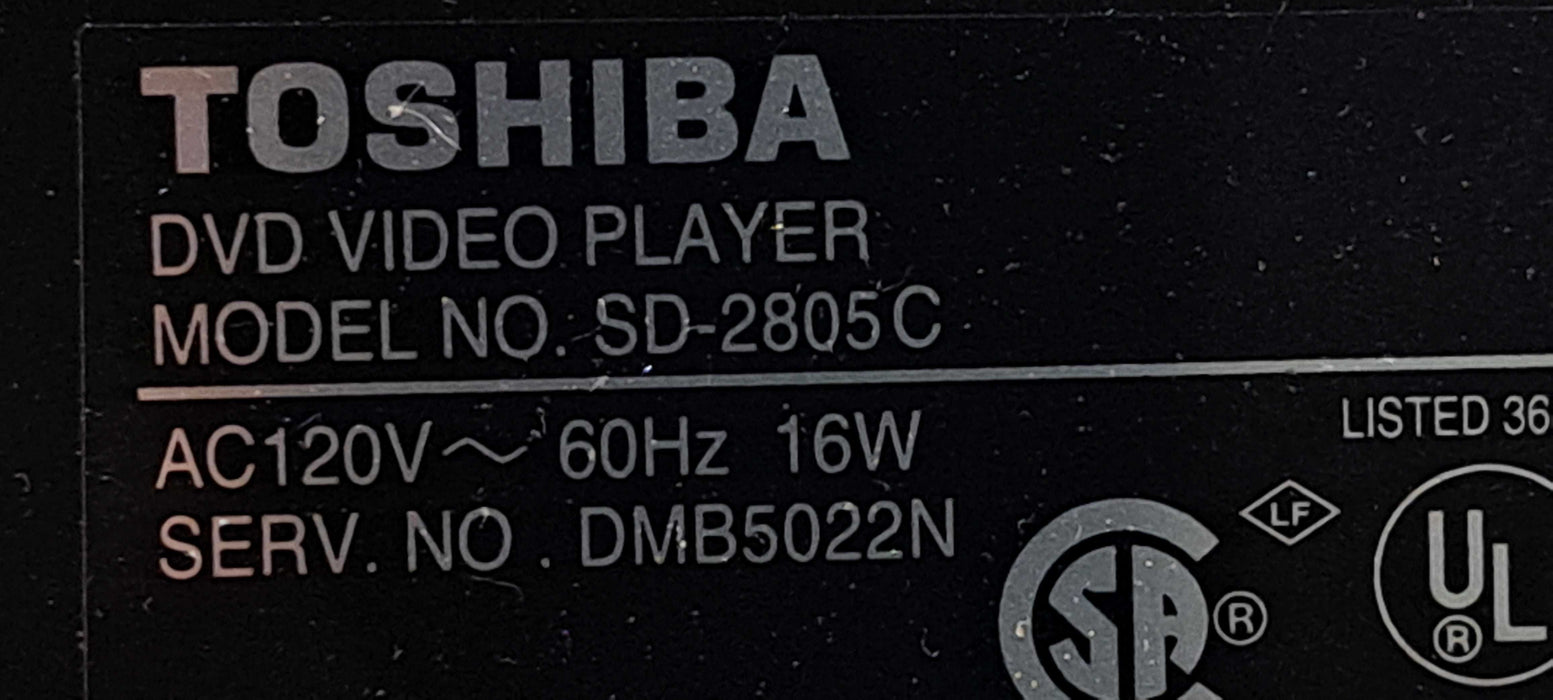 TOSHIBA
DVD VIDEO PLAYER
MODEL NO. SD-2805C
AC120V～ 60Hz 16W
SERV. NO. DMB5022N
LISTED 36
LF
SA ®
UL ®